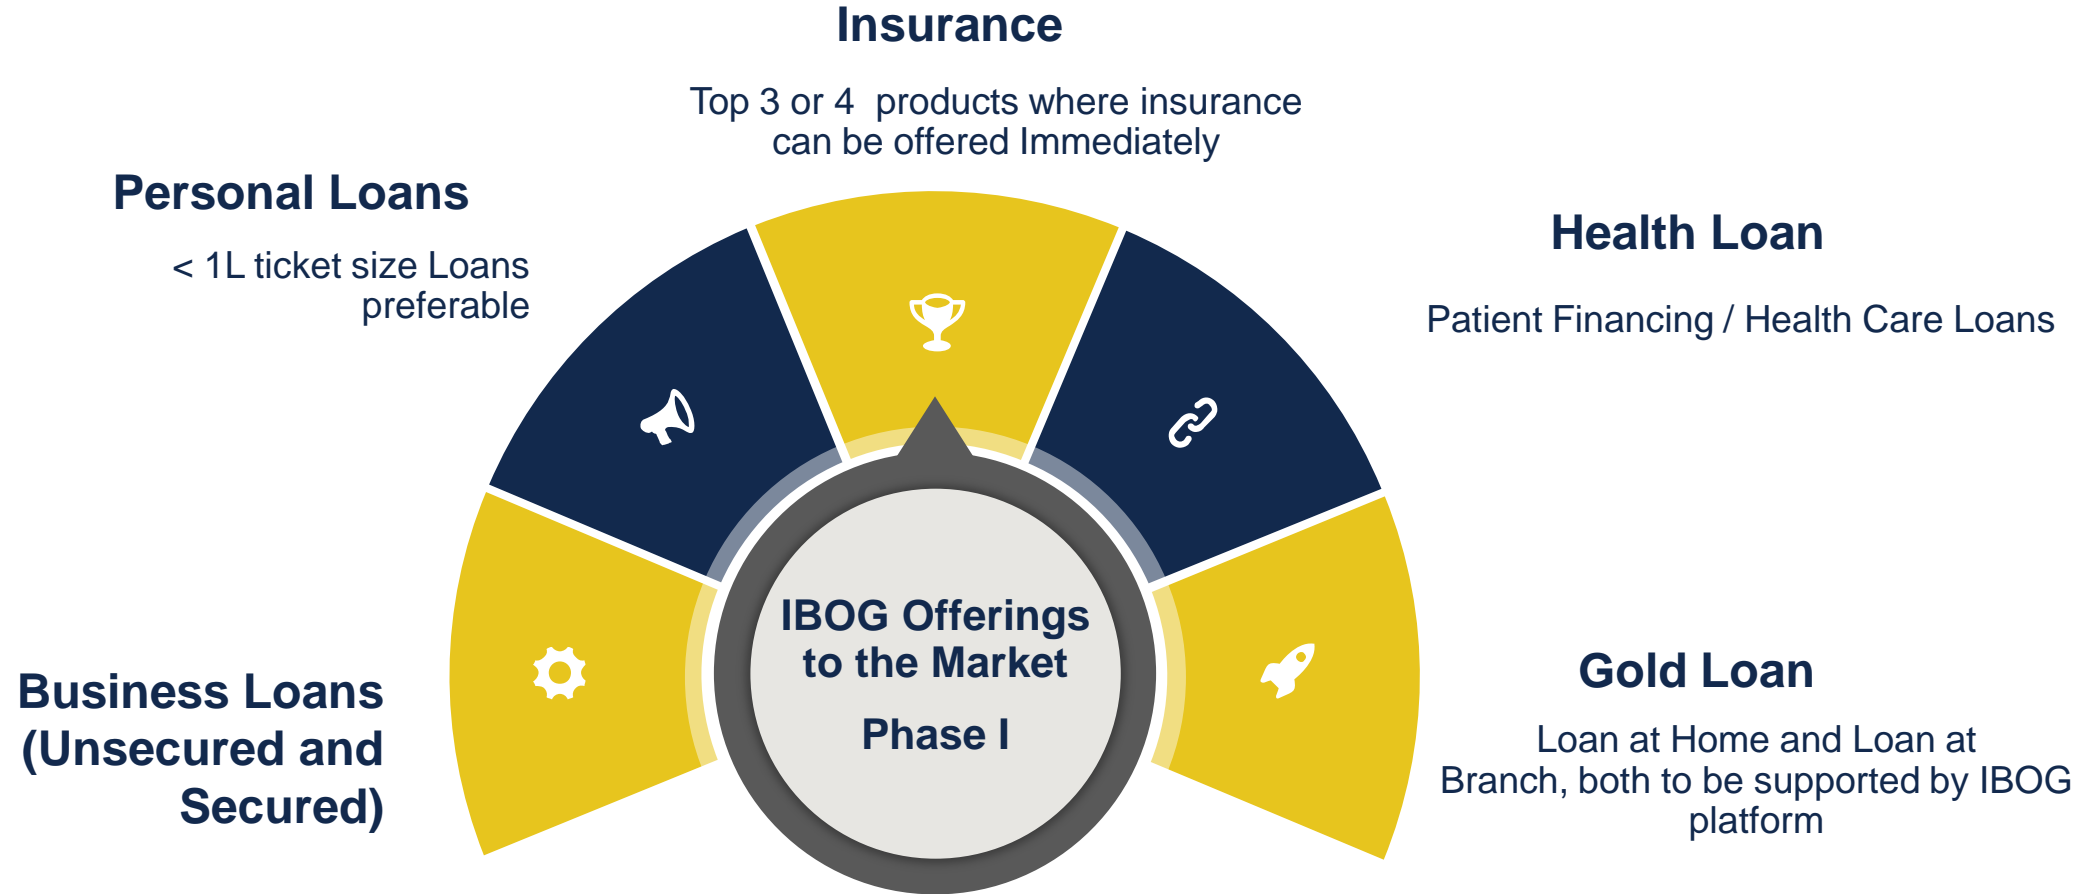 Insurance
Top 3 or 4  products where insurance
can be offered Immediately
Personal Loans
< 1L ticket size Loans
preferable
Health Loan
Patient Financing / Health Care Loans
Business Loans
(Unsecured and
Secured)
IBOG Offerings
to the Market
Phase I
Gold Loan
Loan at Home and Loan at
Branch, both to be supported by IBOG
platform